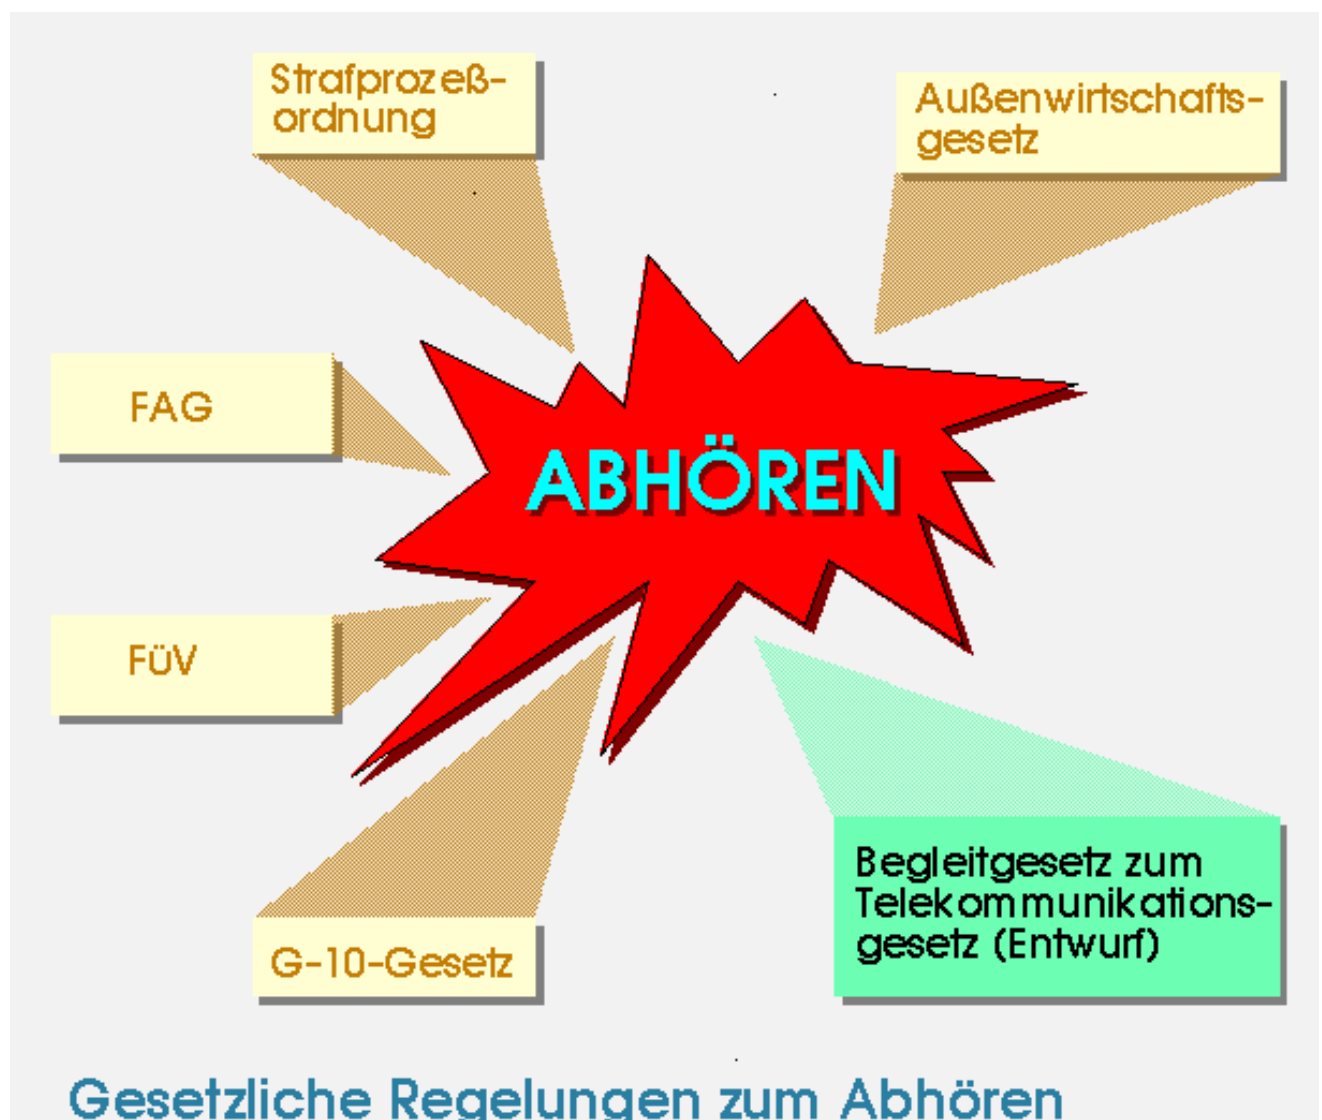 Strafprozeß-
ordnung
Außenwirtschafts-
gesetz
FAG
ABHÖREN
FüV
Begleitgesetz zum
Telekommunikations-
gesetz (Entwurf)
G-10-Gesetz
Gesetzliche Regelungen zum Abhören